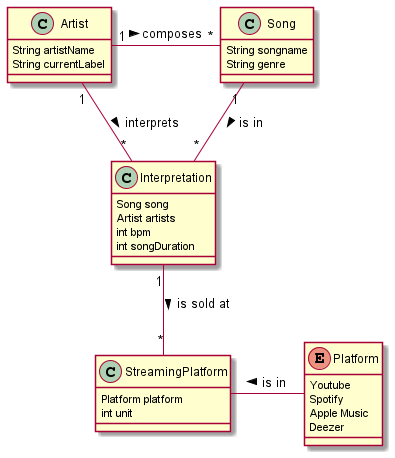 C Artist
String artistName
String currentLabel
1 composes *
C Song
String songname
String genre
1
interprets
*
1
is in
*
C Interpretation
Song song
Artist artists
int bpm
int songDuration
1
is sold at
*
C StreamingPlatform
Platform platform
int unit
is in
E Platform
Youtube
Spotify
Apple Music
Deezer